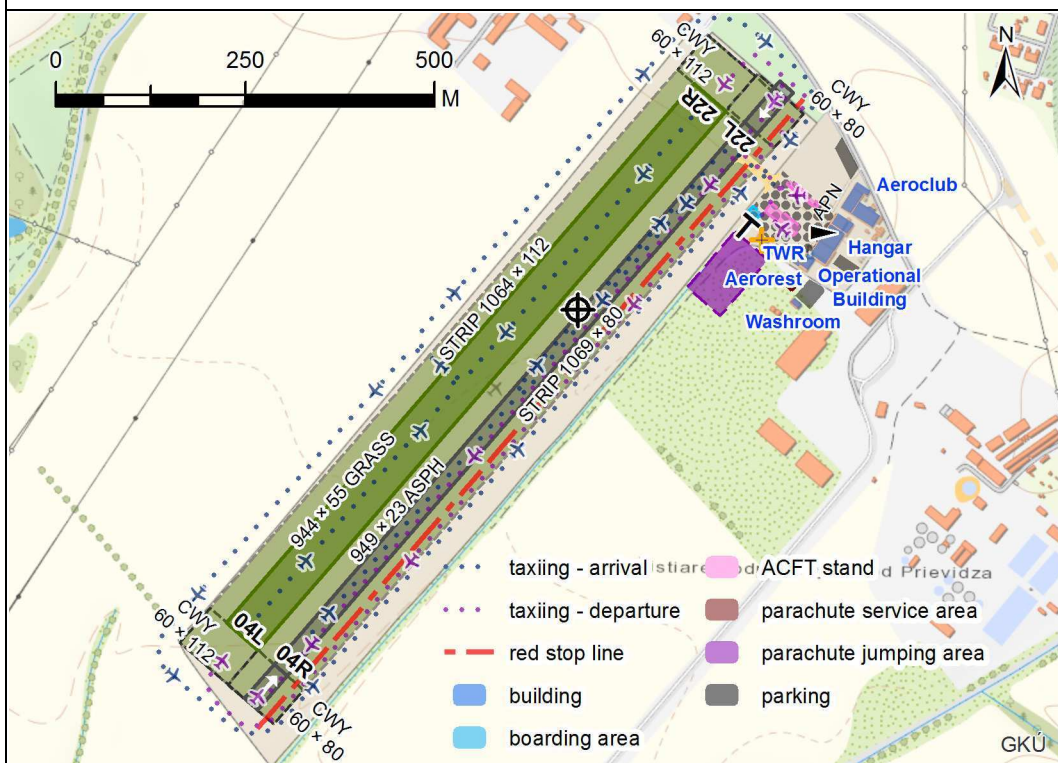 0 250 500
M
N
CWY
60 × 112
CWY
60 × 80
22R
22L
APN
Aeroclub
Hangar
TWR
Operational
Building
Aerorest
Washroom
STRIP 1064 × 112
STRIP 1069 × 80
944 × 55 GRASS
949 × 23 ASPH
04L
04R
CWY
60 × 112
CWY
60 × 80
Prievidza
taxiing - arrival
taxiing - departure
red stop line
building
boarding area
ACFT stand
parachute service area
parachute jumping area
parking
GKÚ